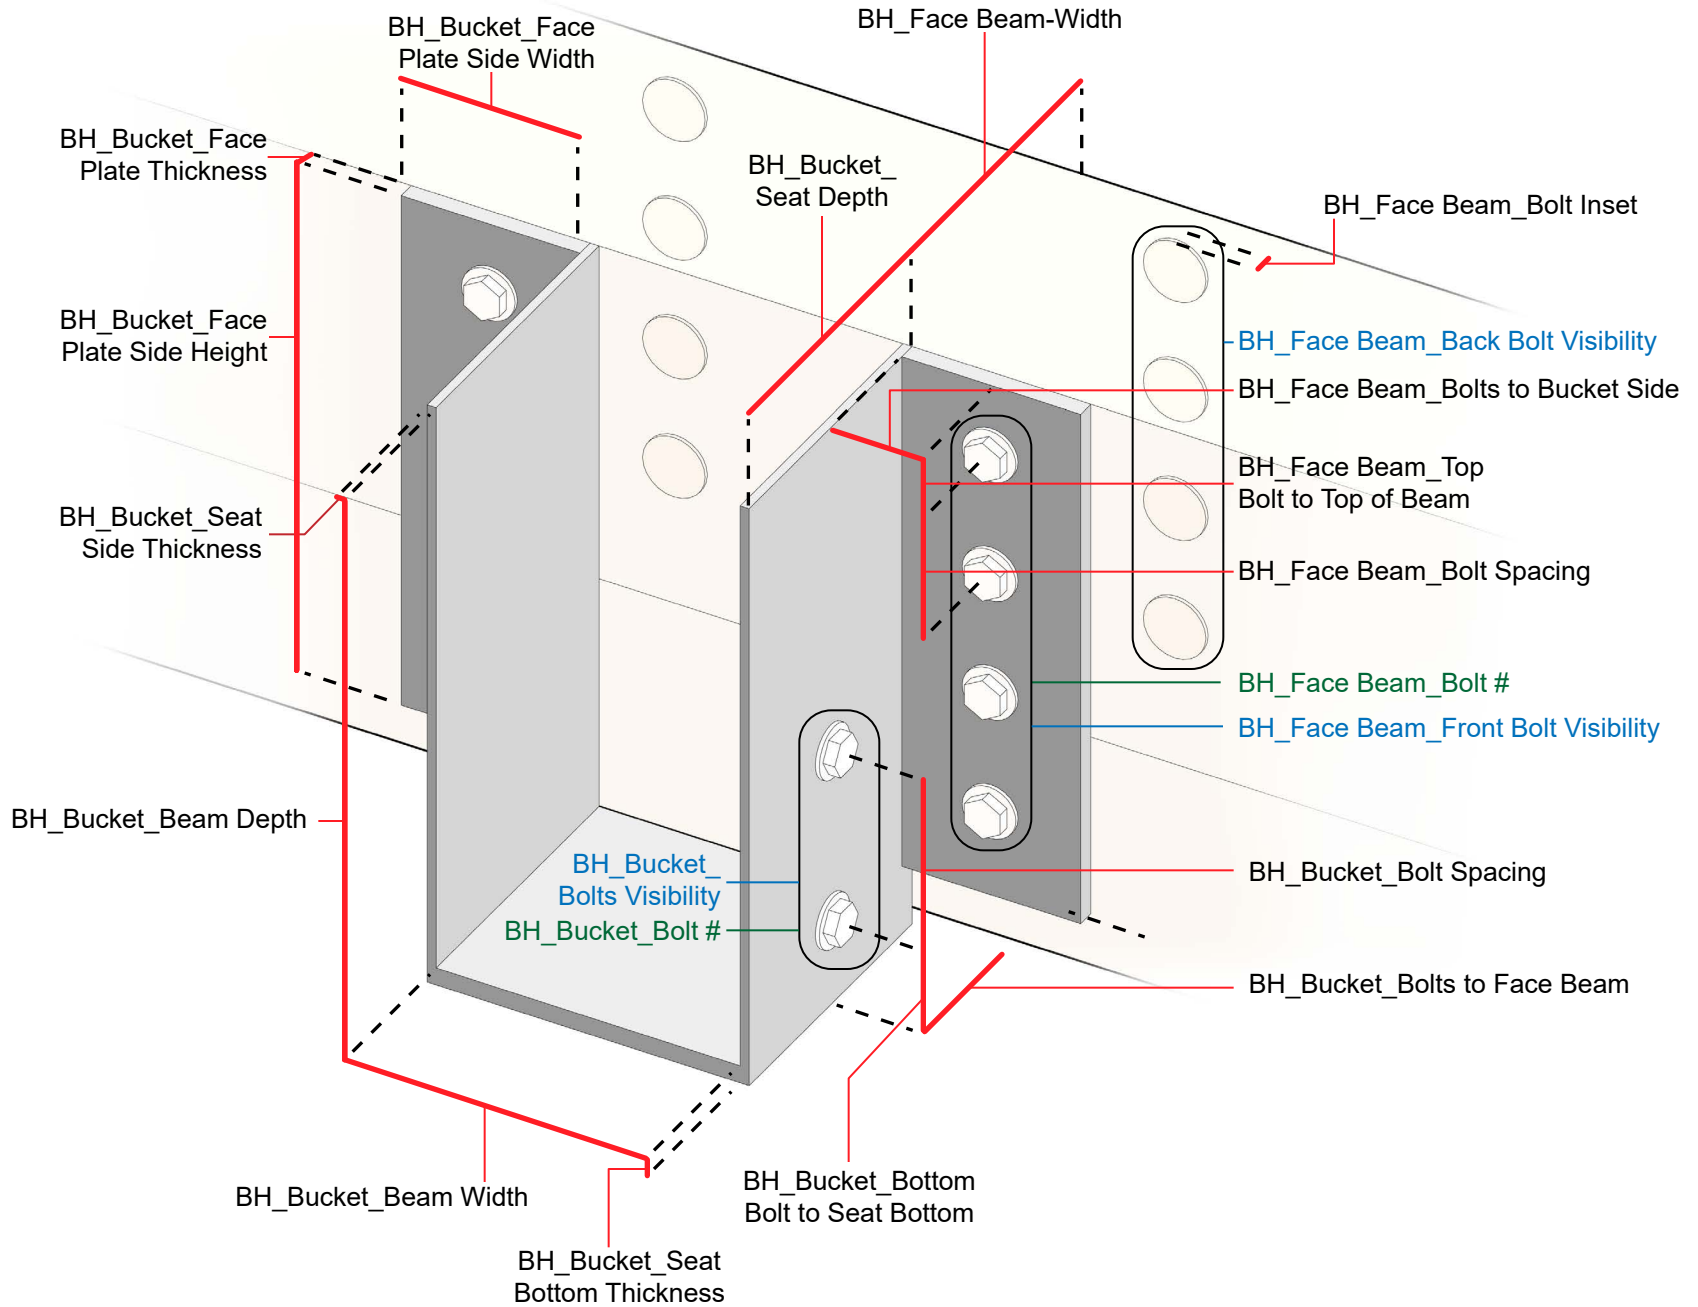 BH_Bucket_Face
Plate Side Width
BH_Face Beam-Width
BH_Bucket_Face
Plate Thickness
BH_Bucket_
Seat Depth
BH_Face Beam_Bolt Inset
BH_Bucket_Face
Plate Side Height
BH_Face Beam_Back Bolt Visibility
BH_Face Beam_Bolts to Bucket Side
BH_Face Beam_Top
Bolt to Top of Beam
BH_Bucket_Seat
Side Thickness
BH_Face Beam_Bolt Spacing
BH_Face Beam_Bolt #
BH_Face Beam_Front Bolt Visibility
BH_Bucket_Beam Depth
BH_Bucket_
Bolts Visibility
BH_Bucket_Bolt #
BH_Bucket_Bolt Spacing
BH_Bucket_Bolts to Face Beam
BH_Bucket_Beam Width
BH_Bucket_Bottom
Bolt to Seat Bottom
BH_Bucket_Seat
Bottom Thickness